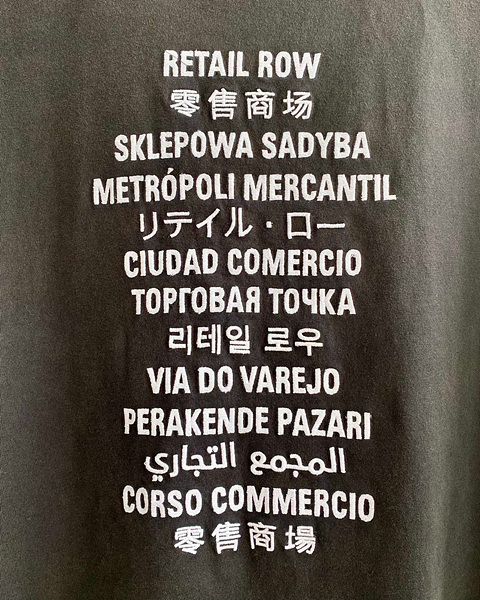 RETAIL ROW
零售商场
SKLEPOWA SADYBA
METRÓPOLI MERCANTIL
リテイル・ロー
CIUDAD COMERCIO
ТОРГОВАЯ ТОЧКА
리테일 로우
VIA DO VAREJO
PERAKENDE PAZARI
المجمع التجاري
CORSO COMMERCIO
零售商場